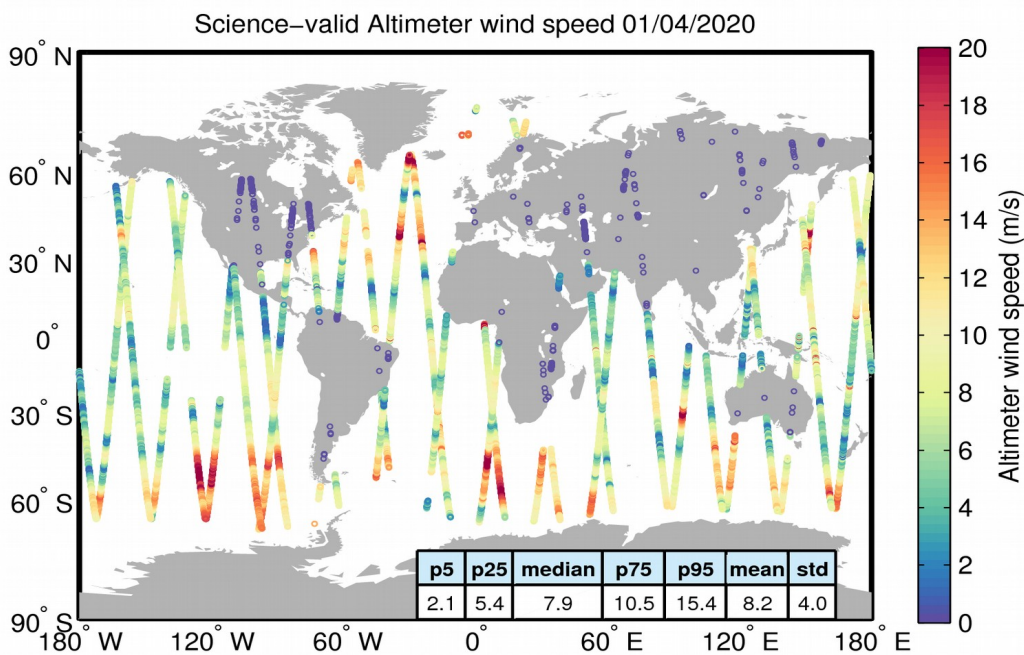 Science−valid Altimeter wind speed 01/04/2020
90° N
60° N
30° N
0°
30° S
60° S
90° S
180° W 120° W 60° W 0° 60° E 120° E 180° E
p5 p25 median p75 p95 mean std
2.1 5.4 7.9 10.5 15.4 8.2 4.0
20
18
16
14
12
10
8
6
4
2
0
Altimeter wind speed (m/s)